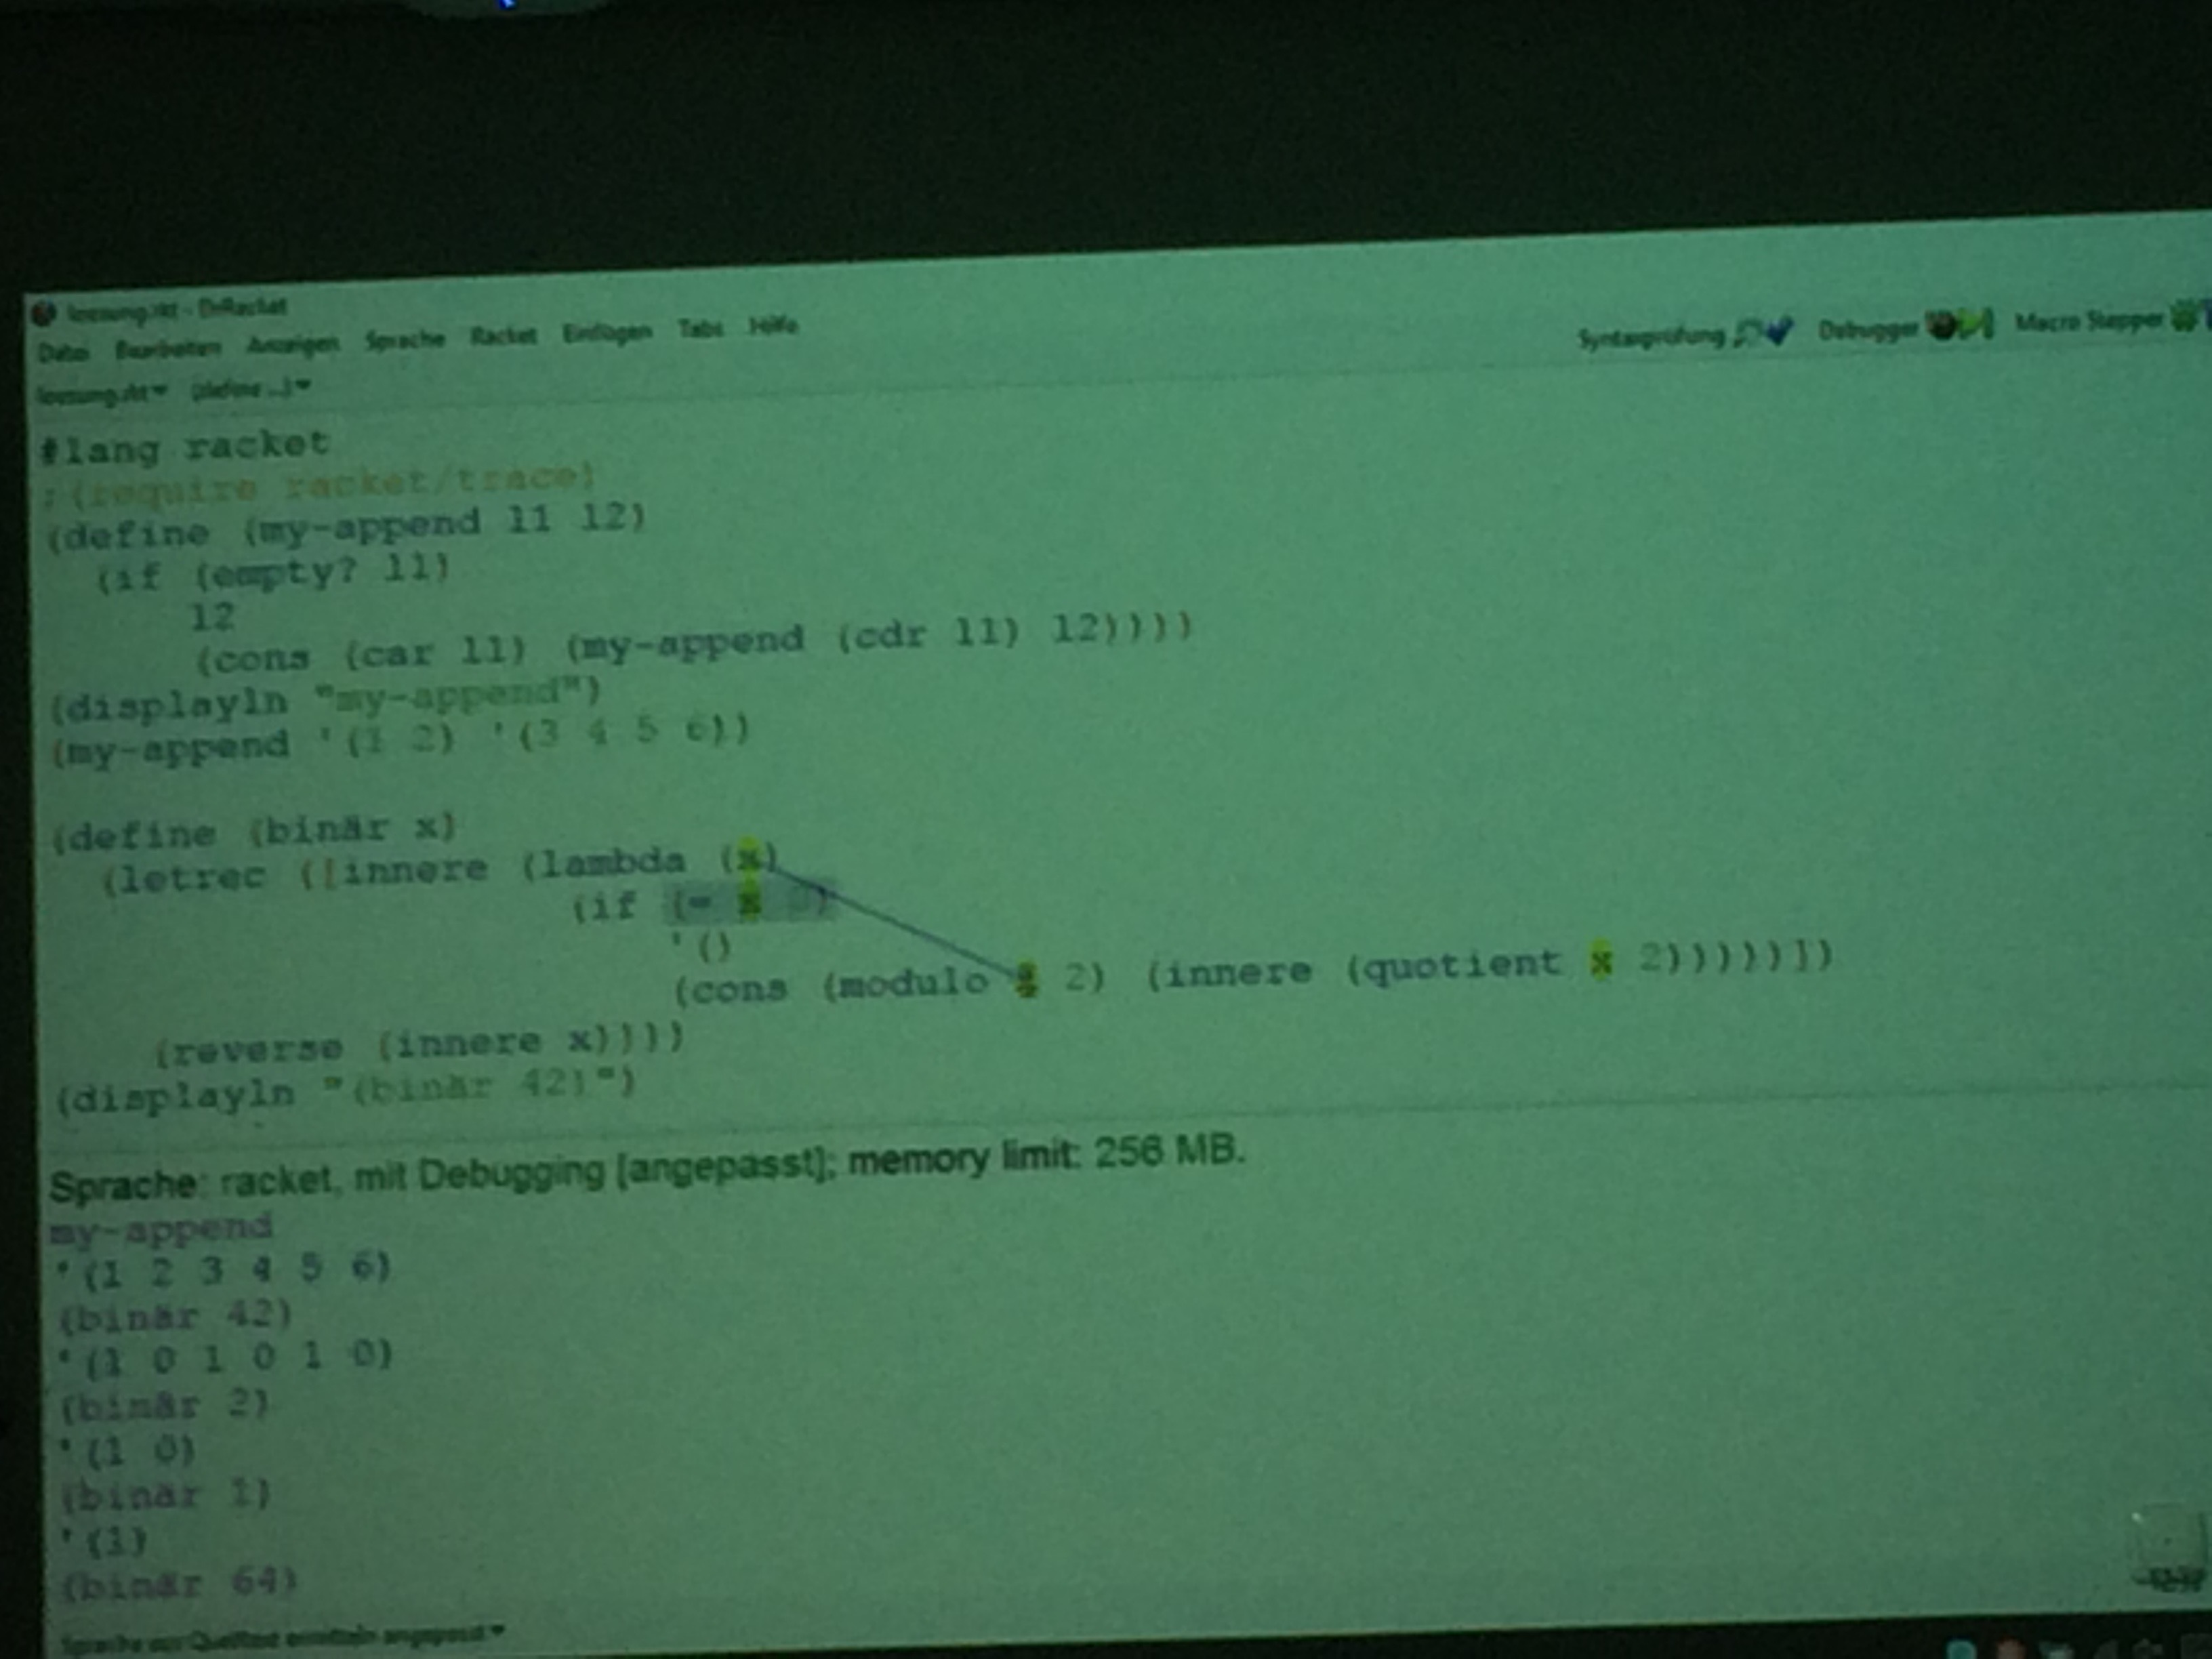 loesung.rkt - DrRacket
Datei Bearbeiten Anzeigen Sprache Racket Einfügen Tabs Hilfe
Syntaxprüfung Debugger Macro Stepper
loesung.rkt (define ...)
#lang racket
;(require racket/trace)
(define (my-append l1 l2)
(if (empty? l1)
l2
(cons (car l1) (my-append (cdr l1) l2))))
(displayln "my-append")
(my-append '(1 2) '(3 4 5 6))
(define (binär x)
(letrec ([innere (lambda (x)
(if (= x )
'()
(cons (modulo x 2) (innere (quotient x 2))))))])
(reverse (innere x))))
(displayln "(binär 42)")
Sprache: racket, mit Debugging [angepasst]; memory limit: 256 MB.
my-append
'(1 2 3 4 5 6)
(binär 42)
'(1 0 1 0 1 0)
(binär 2)
'(1 0)
(binär 1)
'(1)
(binär 64)
Sprache aus Quelltext ermitteln angepasst